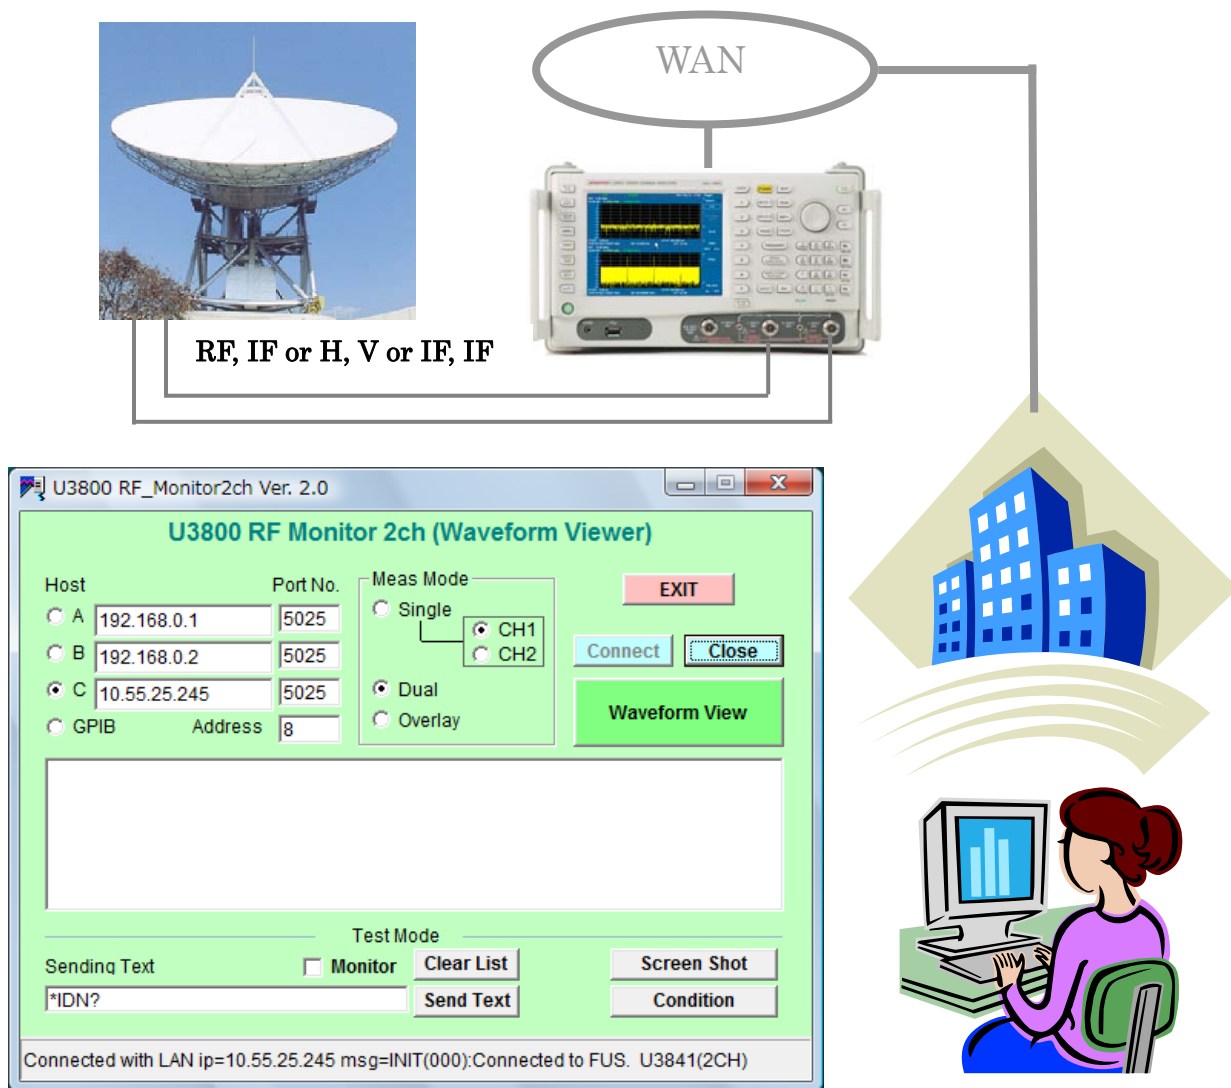 WAN
RF, IF or H, V or IF, IF
U3800 RF_Monitor2ch Ver. 2.0
U3800 RF Monitor 2ch (Waveform Viewer)
Host Port No. Meas Mode EXIT
A 192.168.0.1 5025 Single
CH1
B 192.168.0.2 5025 CH2 Connect Close
C 10.55.25.245 5025 Dual
GPIB Address 8 Overlay Waveform View
Test Mode
Sending Text Monitor Clear List Screen Shot
*IDN? Send Text Condition
Connected with LAN ip=10.55.25.245 msg=INIT(000):Connected to FUS. U3841(2CH)